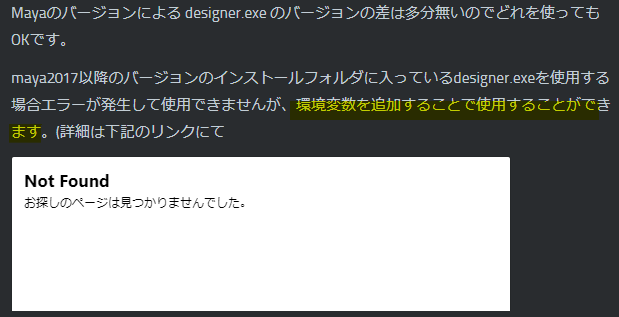 Mayaのバージョンによる designer.exe のバージョンの差は多分無いのでどれを使っても
OKです。
maya2017以降のバージョンのインストールフォルダに入っているdesigner.exeを使用する
場合エラーが発生して使用できませんが、環境変数を追加することで使用することができ
ます。(詳細は下記のリンクにて
Not Found
お探しのページは見つかりませんでした。